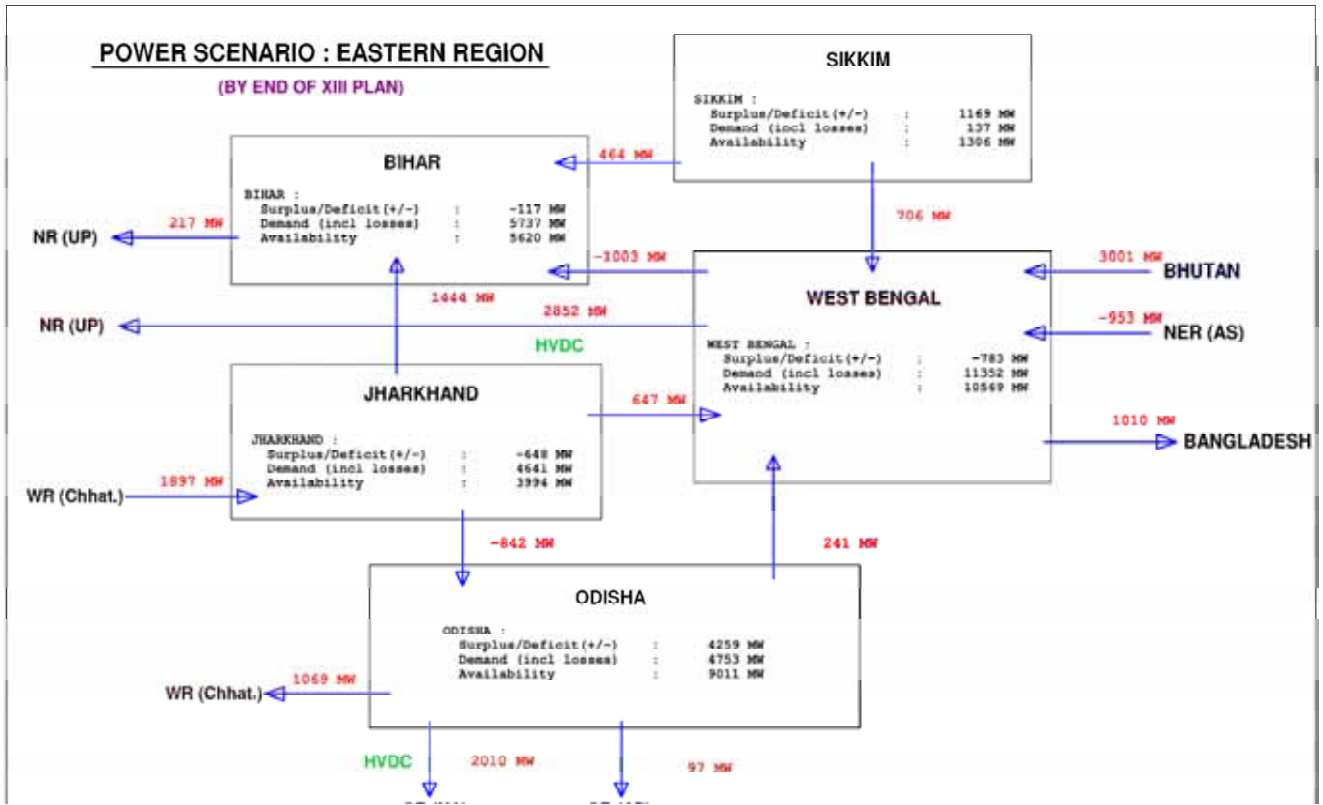 POWER SCENARIO : EASTERN REGION
(BY END OF XIII PLAN)
SIKKIM
SIKKIM :
Surplus/Deficit(+/-) : 1169 MW
Demand (incl losses) : 137 MW
Availability : 1306 MW
464 MW
706 MW
BIHAR
BIHAR :
Surplus/Deficit(+/-) : -117 MW
Demand (incl losses) : 5737 MW
Availability : 5620 MW
217 MW
NR (UP)
-1003 MW
1444 MW
2852 MW
NR (UP)
HVDC
3001 MW
BHUTAN
-953 MW
NER (AS)
WEST BENGAL
WEST BENGAL :
Surplus/Deficit(+/-) : -783 MW
Demand (incl losses) : 11352 MW
Availability : 10569 MW
1010 MW
BANGLADESH
JHARKHAND
JHARKHAND :
Surplus/Deficit(+/-) : -648 MW
Demand (incl losses) : 4641 MW
Availability : 3994 MW
647 MW
1897 MW
WR (Chhat.)
-842 MW
241 MW
ODISHA
ODISHA :
Surplus/Deficit(+/-) : 4259 MW
Demand (incl losses) : 4753 MW
Availability : 9011 MW
1069 MW
WR (Chhat.)
HVDC
2010 MW
97 MW